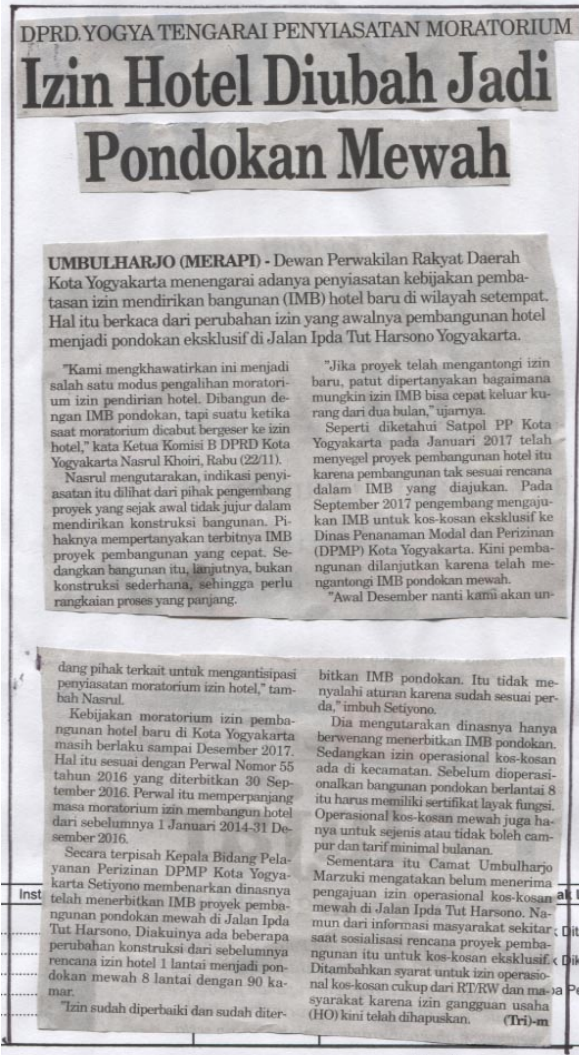 DPRD YOGYA TENGARAI PENYIASATAN MORATORIUM
Izin Hotel Diubah Jadi
Pondokan Mewah
UMBULHARJO (MERAPI) - Dewan Perwakilan Rakyat Daerah
Kota Yogyakarta menengarai adanya penyiasatan kebijakan pemba-
tasan izin mendirikan bangunan (IMB) hotel baru di wilayah setempat.
Hal itu berkaca dari perubahan izin yang awalnya pembangunan hotel
menjadi pondokan eksklusif di Jalan Ipda Tut Harsono Yogyakarta.
"Kami mengkhawatirkan ini menjadi
salah satu modus pengalihan moratori-
um izin pendirian hotel. Dibangun de-
ngan IMB pondokan, tapi suatu ketika
saat moratorium dicabut bergeser ke izin
hotel," kata Ketua Komisi B DPRD Kota
Yogyakarta Nasrul Khoiri, Rabu (22/11).
Nasrul mengutarakan, indikasi penyi-
asatan itu dilihat dari pihak pengembang
proyek yang sejak awal tidak jujur dalam
mendirikan konstruksi bangunan. Pi-
haknya mempertanyakan terbitnya IMB
proyek pembangunan yang cepat. Se-
dangkan bangunan itu, lanjutnya, bukan
konstruksi sederhana, sehingga perlu
rangkaian proses yang panjang.
"Jika proyek telah mengantongi izin
baru, patut dipertanyakan bagaimana
mungkin izin IMB bisa cepat keluar ku-
rang dari dua bulan," ujarnya.
Seperti diketahui Satpol PP Kota
Yogyakarta pada Januari 2017 telah
menyegel proyek pembangunan hotel itu
karena pembangunan tak sesuai rencana
dalam IMB yang diajukan. Pada
September 2017 pengembang mengaju-
kan IMB untuk kos-kosan eksklusif ke
Dinas Penanaman Modal dan Perizinan
(DPMP) Kota Yogyakarta. Kini pemba-
ngunan dilanjutkan karena telah me-
ngantongi IMB pondokan mewah.
"Awal Desember nanti kami akan un-
dang pihak terkait untuk mengantisipasi
penyiasatan moratorium izin hotel," tam-
bah Nasrul.
Kebijakan moratorium izin pemba-
ngunan hotel baru di Kota Yogyakarta
masih berlaku sampai Desember 2017.
Hal itu sesuai dengan Perwal Nomor 55
tahun 2016 yang diterbitkan 30 Sep-
tember 2016. Perwal itu memperpanjang
masa moratorium izin membangun hotel
dari sebelumnya 1 Januari 2014-31 De-
sember 2016.
Secara terpisah Kepala Bidang Pela-
yanan Perizinan DPMP Kota Yogya-
karta Setiyono membenarkan dinasnya
telah menerbitkan IMB proyek pemba-
ngunan pondokan mewah di Jalan Ipda
Tut Harsono, Diakuinya ada beberapa
perubahan konstruksi dari sebelumnya
rencana izin hotel 1 lantai menjadi pon-
dokan mewah 8 lantai dengan 90 ka-
mar.
"Izin sudah diperbaiki dan sudah diter-
bitkan IMB pondokan. Itu tidak me-
nyalahi aturan karena sudah sesuai per-
da," imbuh Setiyono.
Dia mengutarakan dinasnya hanya
berwenang menerbitkan IMB pondokan.
Sedangkan izin operasional kos-kosan
ada di kecamatan. Sebelum dioperasi-
onalkan bangunan pondokan berlantai 8
itu harus memiliki sertifikat layak fungsi.
Operasional kos-kosan mewah juga ha-
nya untuk sejenis atau tidak boleh cam-
pur dan tarif minimal bulanan.
Sementara itu Camat Umbulharjo
Marzuki mengatakan belum menerima
pengajuan izin operasional kos-kosan
mewah di Jalan Ipda Tut Harsono. Na-
mun dari informasi masyarakat sekitar
saat sosialisasi rencana proyek pemba-
ngunan itu untuk kos-kosan eksklusif.
Ditambahkan syarat untuk izin operasio-
nal kos-kosan cukup dari RT/RW dan ma-
syarakat karena izin gangguan usaha
(HO) kini telah dihapuskan. (Tri)-m
Inst